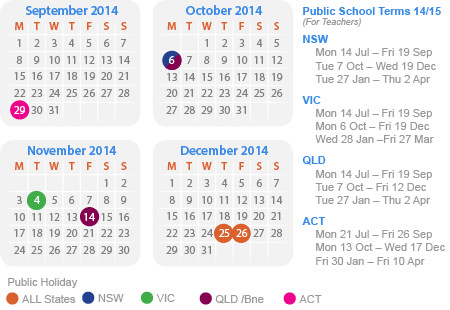 September 2014
M T W T F S S
1 2 3 4 5 6 7
8 9 10 11 12 13 14
15 16 17 18 19 20 21
22 23 24 25 26 27 28
29 30 31
October 2014
M T W T F S S
1 2 3 4 5
6 7 8 9 10 11 12
13 14 15 16 17 18 19
20 21 22 23 24 25 26
27 28 29 30 31
November 2014
M T W T F S S
1 2
3 4 5 6 7 8 9
10 11 12 13 14 15 16
17 18 19 20 21 22 23
24 25 26 27 28 29 30
December 2014
M T W T F S S
1 2 3 4 5 6 7
8 9 10 11 12 13 14
15 16 17 18 19 20 21
22 23 24 25 26 27 28
29 30 31
Public School Terms 14/15
(For Teachers)
NSW
Mon 14 Jul – Fri 19 Sep
Tue 7 Oct – Wed 19 Dec
Tue 27 Jan – Thu 2 Apr
VIC
Mon 14 Jul – Fri 19 Sep
Mon 6 Oct – Fri 19 Dec
Wed 28 Jan –Fri 27 Mar
QLD
Mon 14 Jul – Fri 19 Sep
Tue 7 Oct – Fri 12 Dec
Tue 27 Jan – Thu 2 Apr
ACT
Mon 21 Jul – Fri 26 Sep
Mon 13 Oct – Wed 17 Dec
Fri 30 Jan – Fri 10 Apr
Public Holiday
ALL States NSW VIC QLD /Bne ACT